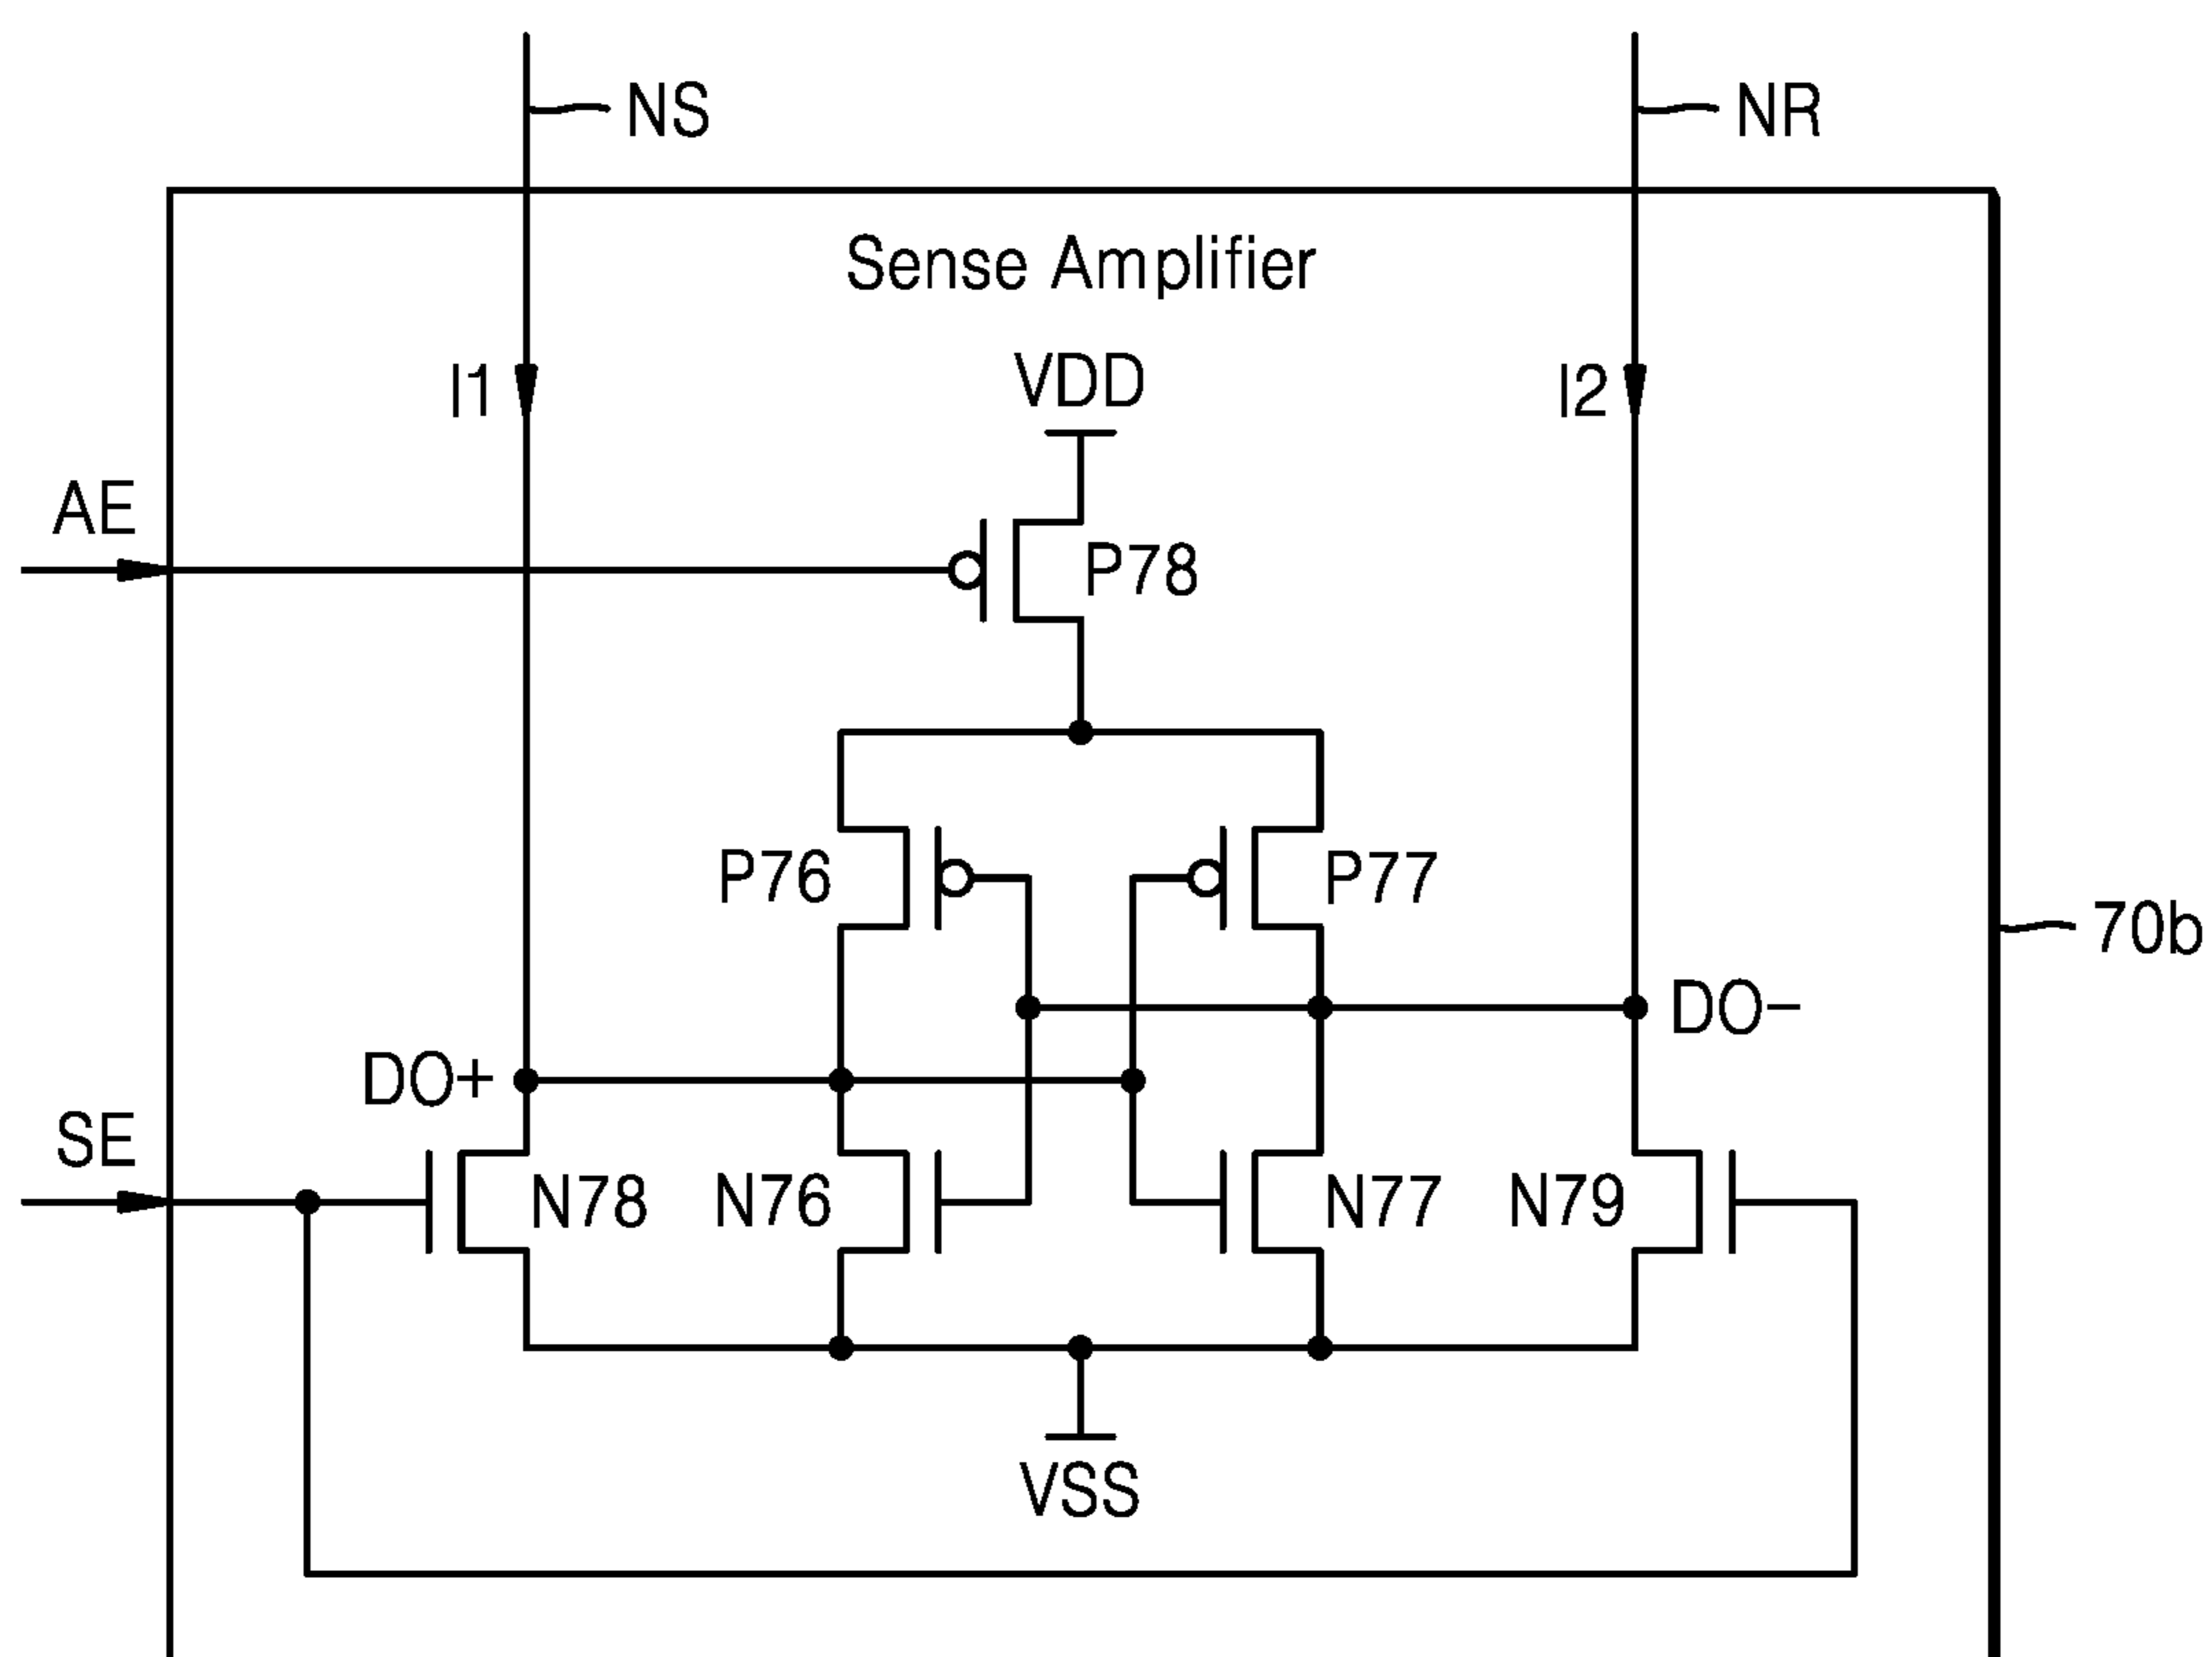 NS
NR
Sense Amplifier
VDD
I1
I2
AE
P78
P76
P77
70b
DO-
DO+
SE
N78
N76
N77
N79
VSS